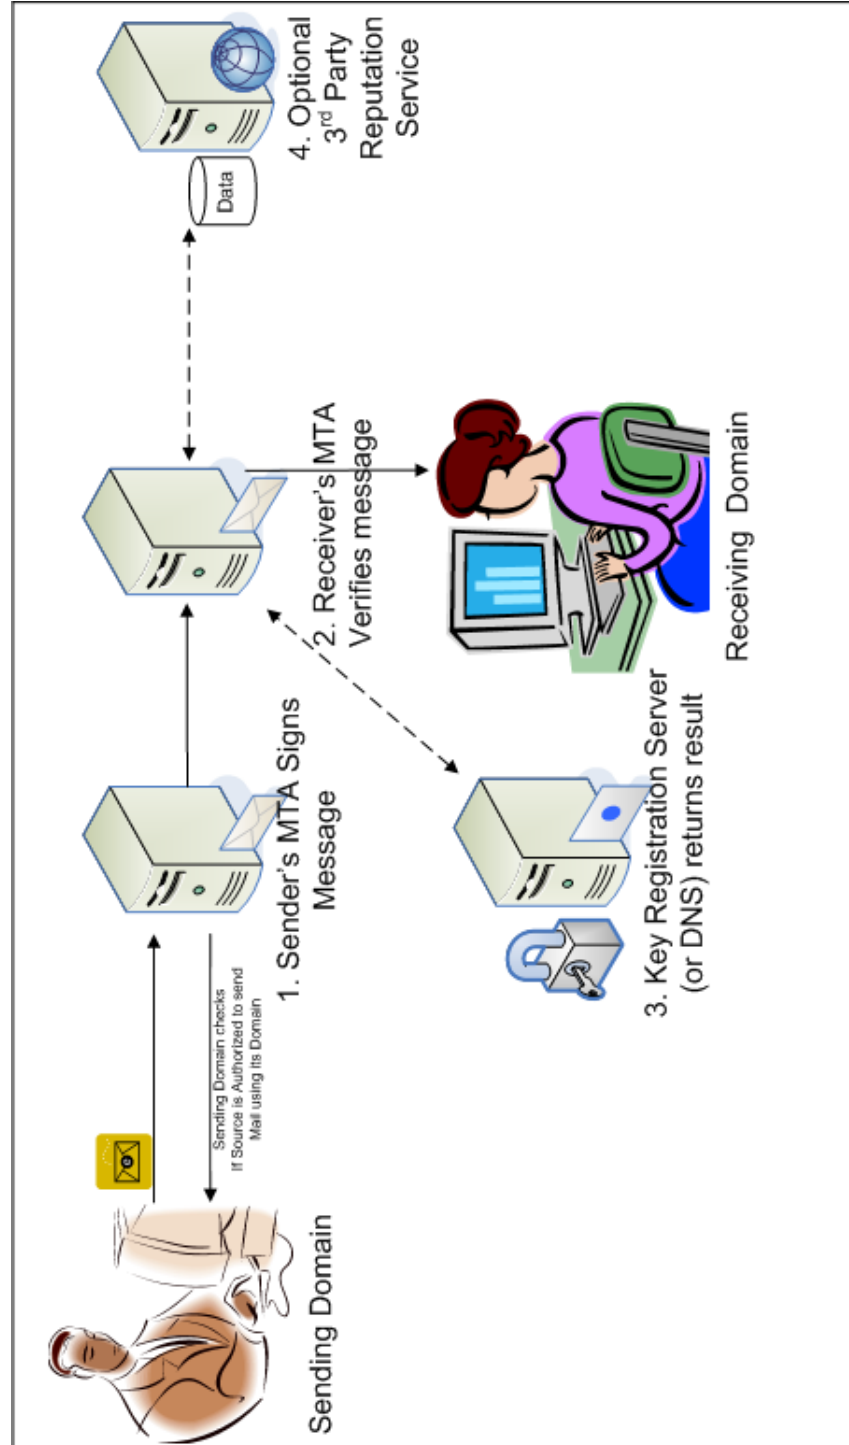 Sending Domain
Sending Domain checks
If Source is Authorized to send
Mail using its Domain
1. Sender's MTA Signs
Message
2. Receiver's MTA
Verifies message
3. Key Registration Server
(or DNS) returns result
Receiving Domain
Data
4. Optional
3rd Party
Reputation
Service